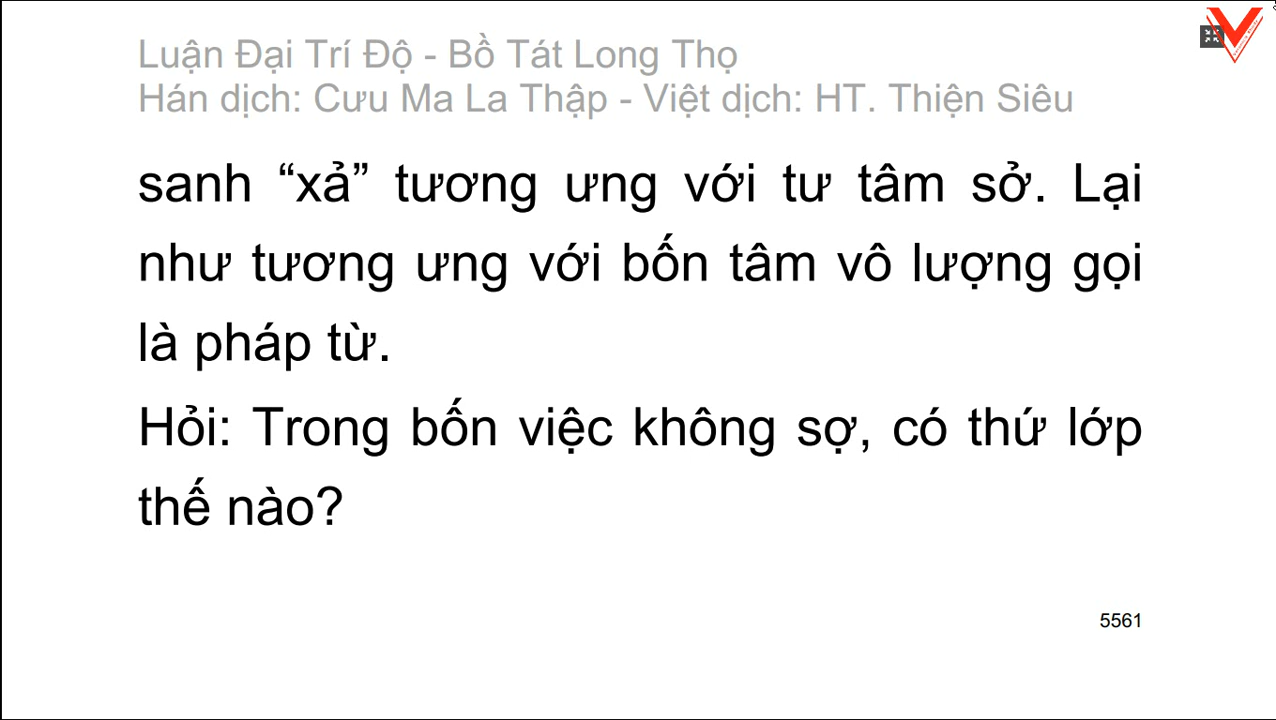 Luận Đại Trí Độ - Bồ Tát Long Thọ
Hán dịch: Cưu Ma La Thập - Việt dịch: HT. Thiện Siêu
sanh “xả” tương ưng với tư tâm sở. Lại
như tương ưng với bốn tâm vô lượng gọi
là pháp từ.
Hỏi: Trong bốn việc không sợ, có thứ lớp
thế nào?
5561